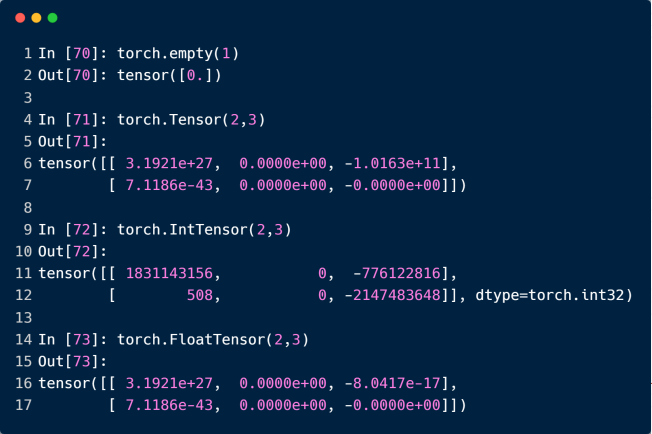 1 In [70]: torch.empty(1)
2 Out[70]: tensor([0.])
3
4 In [71]: torch.Tensor(2,3)
5 Out[71]:
6 tensor([[ 3.1921e+27,  0.0000e+00, -1.0163e+11],
7         [ 7.1186e-43,  0.0000e+00, -0.0000e+00]])
8
9 In [72]: torch.IntTensor(2,3)
10 Out[72]:
11 tensor([[ 1831143156,           0,  -776122816],
12         [        508,           0, -2147483648]], dtype=torch.int32)
13
14 In [73]: torch.FloatTensor(2,3)
15 Out[73]:
16 tensor([[ 3.1921e+27,  0.0000e+00, -8.0417e-17],
17         [ 7.1186e-43,  0.0000e+00, -0.0000e+00]])